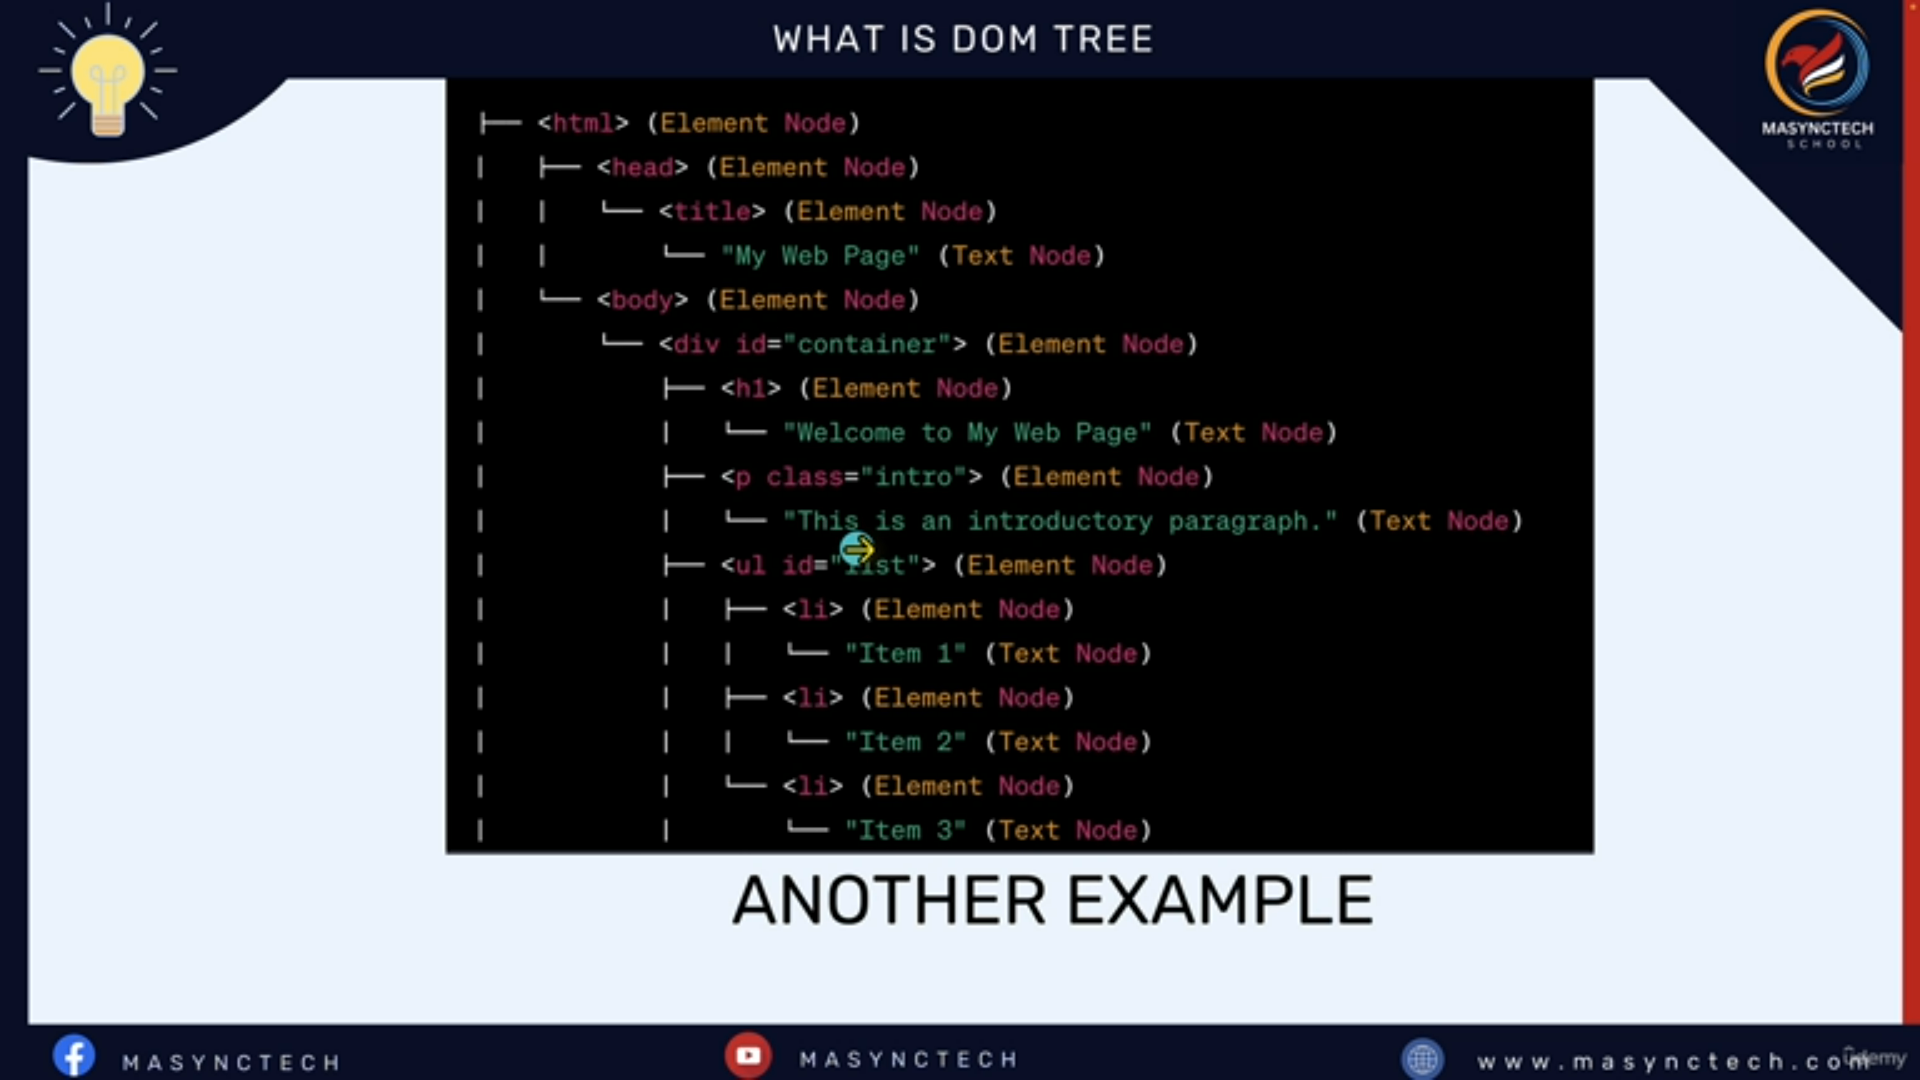 WHAT IS DOM TREE
MASYNCTECH
SCHOOL
├── <html> (Element Node)
|   ├── <head> (Element Node)
|   |   └── <title> (Element Node)
|   |       └── "My Web Page" (Text Node)
|   └── <body> (Element Node)
|       └── <div id="container"> (Element Node)
|           ├── <h1> (Element Node)
|           |   └── "Welcome to My Web Page" (Text Node)
|           ├── <p class="intro"> (Element Node)
|           |   └── "This is an introductory paragraph." (Text Node)
|           ├── <ul id="list"> (Element Node)
|           |   ├── <li> (Element Node)
|           |   |   └── "Item 1" (Text Node)
|           |   ├── <li> (Element Node)
|           |   |   └── "Item 2" (Text Node)
|           |   └── <li> (Element Node)
|           |       └── "Item 3" (Text Node)
ANOTHER EXAMPLE
MASYNCTECH
MASYNCTECH
www.masynctech.com
ûdemy